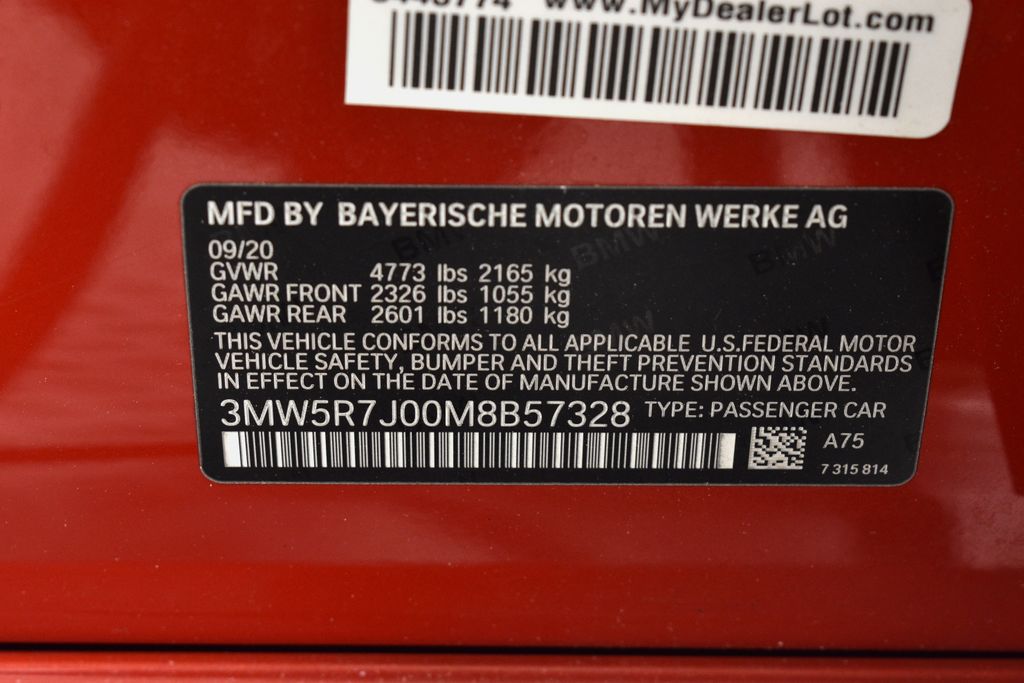 www.MyDealerLot.com
MFD BY BAYERISCHE MOTOREN WERKE AG
09/20
GVWR 4773 lbs 2165 kg
GAWR FRONT 2326 lbs 1055 kg
GAWR REAR 2601 lbs 1180 kg
THIS VEHICLE CONFORMS TO ALL APPLICABLE U.S.FEDERAL MOTOR
VEHICLE SAFETY, BUMPER AND THEFT PREVENTION STANDARDS
IN EFFECT ON THE DATE OF MANUFACTURE SHOWN ABOVE.
3MW5R7J00M8B57328 TYPE: PASSENGER CAR
A75
7 315 814